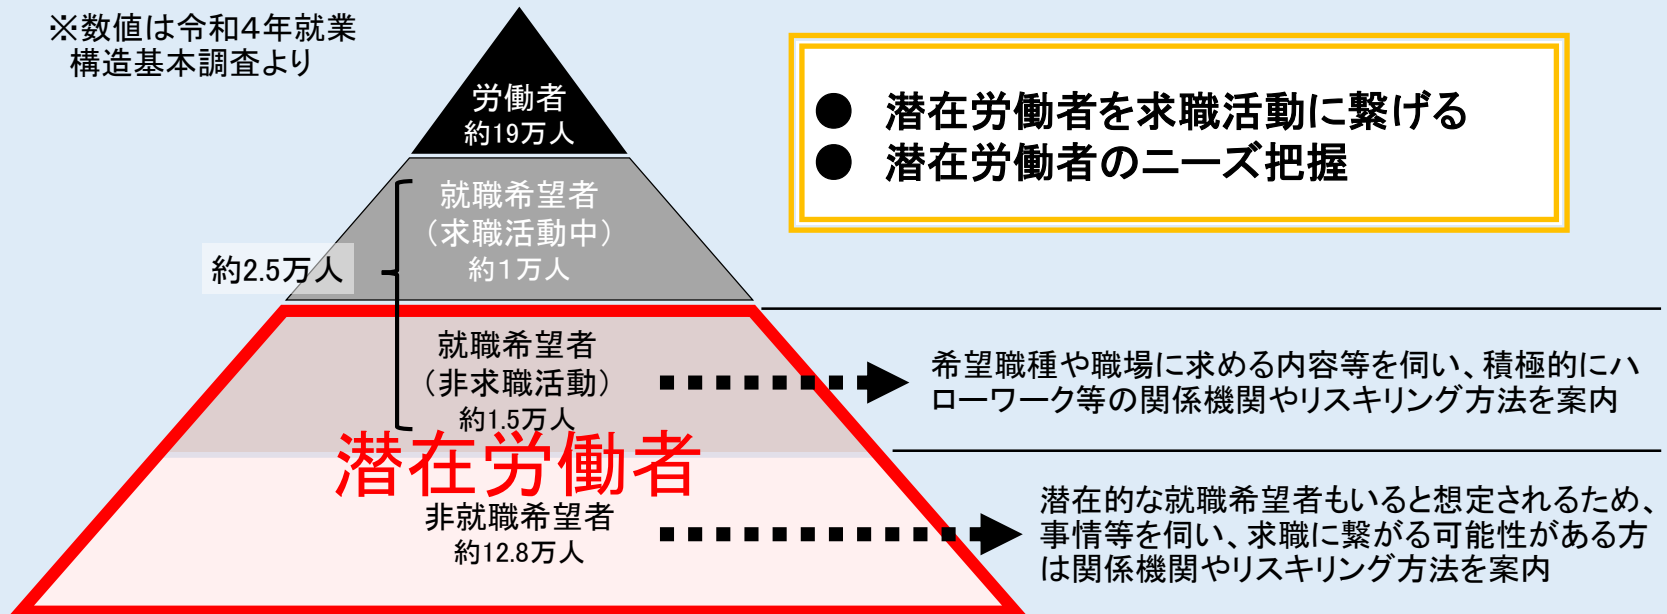 ※数値は令和４年就業
構造基本調査より
労働者
約19万人
● 潜在労働者を求職活動に繋げる
● 潜在労働者のニーズ把握
就職希望者
（求職活動中）
約１万人
約2.5万人
就職希望者
（非求職活動）
約1.5万人
希望職種や職場に求める内容等を伺い、積極的にハ
ローワーク等の関係機関やリスキリング方法を案内
潜在労働者
非就職希望者
約12.8万人
潜在的な就職希望者もいると想定されるため、
事情等を伺い、求職に繋がる可能性がある方
は関係機関やリスキリング方法を案内